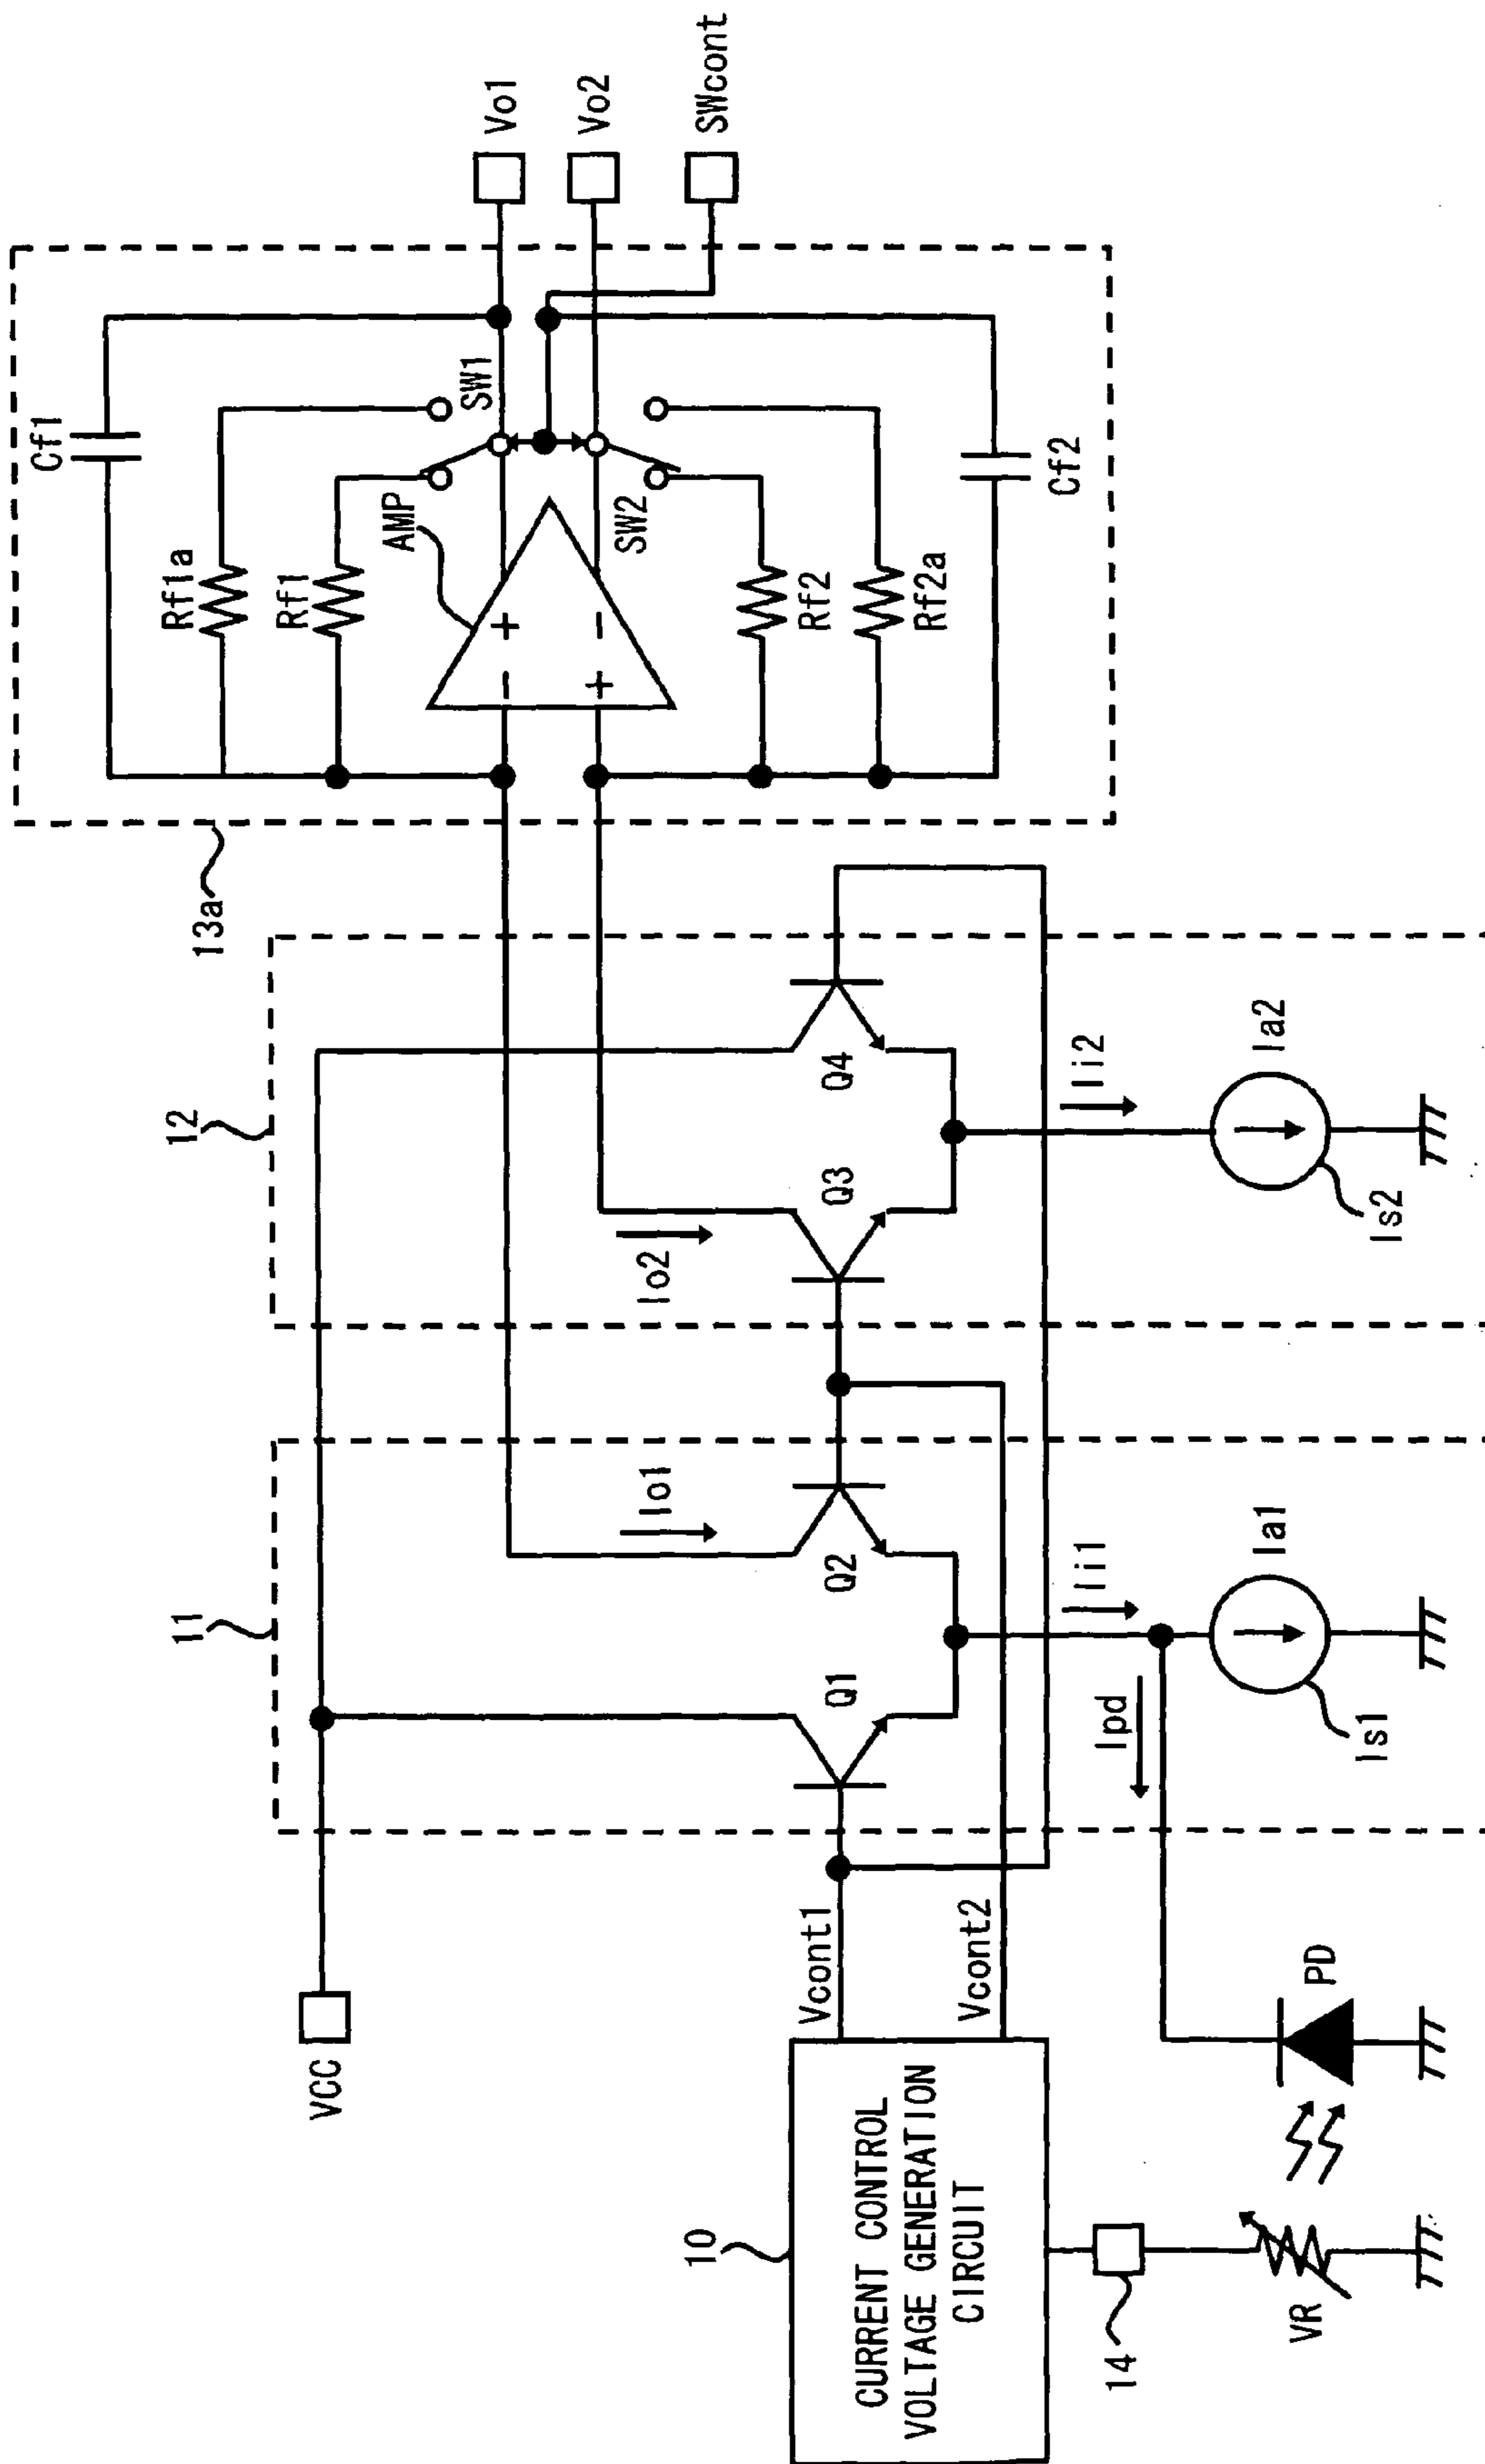 13a
Cf1
Rf1a
Rf1
AMP
SW1
SW2
Rf2
Rf2a
Cf2
Vo1
Vo2
SWcont
VCC
11
12
Io1
Io2
Q1
Q2
Q3
Q4
Vcont1
Vcont2
10
CURRENT CONTROL
VOLTAGE GENERATION
CIRCUIT
Ipd
Ii1
Ii2
Ia1
Ia2
Is1
Is2
14
VR
PD